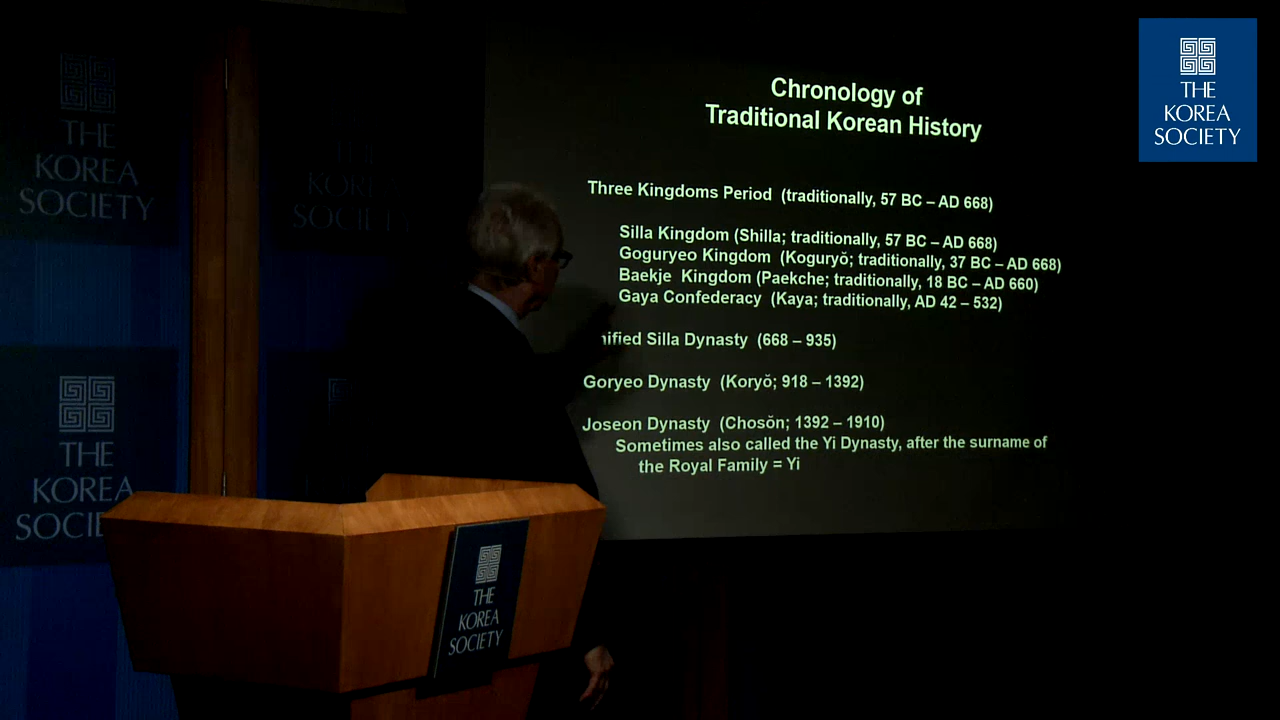 THE
KOREA
SOCIETY
THE
KOREA
SOCIETY
Chronology of
Traditional Korean History
Three Kingdoms Period (traditionally, 57 BC – AD 668)
Silla Kingdom (Shilla; traditionally, 57 BC – AD 668)
Goguryeo Kingdom (Koguryŏ; traditionally, 37 BC – AD 668)
Baekje Kingdom (Paekche; traditionally, 18 BC – AD 660)
Gaya Confederacy (Kaya; traditionally, AD 42 – 532)
nified Silla Dynasty (668 – 935)
Goryeo Dynasty (Koryŏ; 918 – 1392)
Joseon Dynasty (Chosŏn; 1392 – 1910)
Sometimes also called the Yi Dynasty, after the surname of
the Royal Family = Yi
THE
KOREA
SOCIETY
THE
KOREA
SOCIE
THE
KOREA
SOCIETY